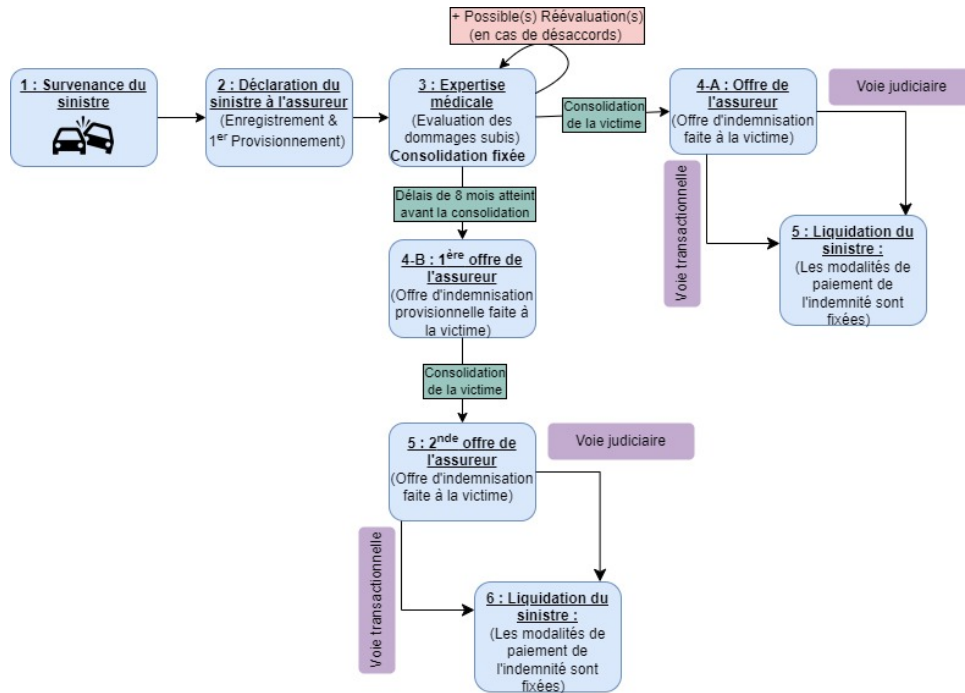 + Possible(s) Réévaluation(s)
(en cas de désaccords)
1 : Survenance du
sinistre
2 : Déclaration du
sinistre à l'assureur
(Enregistrement &
1er Provisionnement)
3 : Expertise
médicale
(Evaluation des
dommages subis)
Consolidation fixée
Consolidation
de la victime
4-A : Offre de
l'assureur
(Offre d'indemnisation
faite à la victime)
Voie judiciaire
Voie transactionnelle
5 : Liquidation du
sinistre :
(Les modalités de
paiement de
l'indemnité sont
fixées)
Délais de 8 mois atteint
avant la consolidation
4-B : 1ère offre de
l'assureur
(Offre d'indemnisation
provisionnelle faite à
la victime)
Consolidation
de la victime
5 : 2nde offre de
l'assureur
(Offre d'indemnisation
faite à la victime)
Voie judiciaire
Voie transactionnelle
6 : Liquidation du
sinistre :
(Les modalités de
paiement de
l'indemnité sont
fixées)